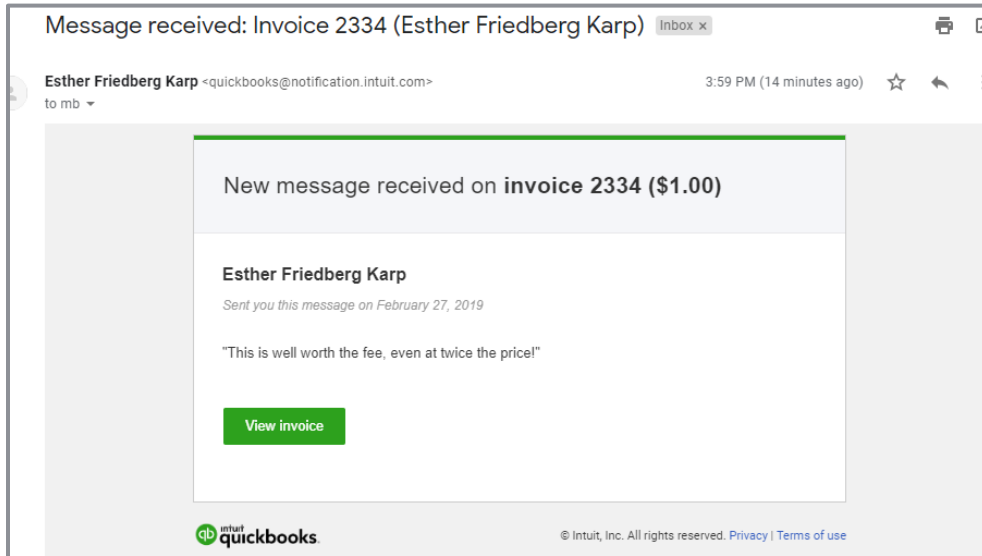 Message received: Invoice 2334 (Esther Friedberg Karp) Inbox x
Esther Friedberg Karp <quickbooks@notification.intuit.com> 3:59 PM (14 minutes ago)
to mb
New message received on invoice 2334 ($1.00)
Esther Friedberg Karp
Sent you this message on February 27, 2019
"This is well worth the fee, even at twice the price!"
View invoice
qb intuit quickbooks. © Intuit, Inc. All rights reserved. Privacy | Terms of use